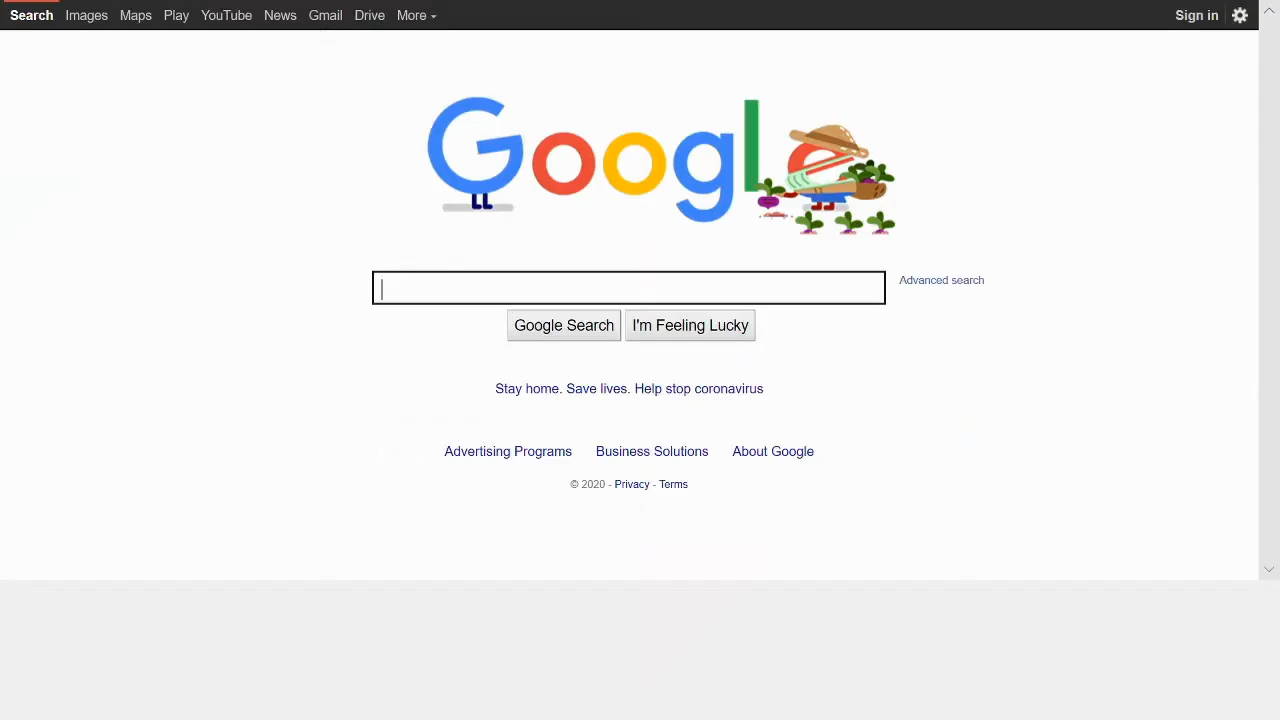 Search Images Maps Play YouTube News Gmail Drive More Sign in
Google
Advanced search
Google Search I'm Feeling Lucky
Stay home. Save lives. Help stop coronavirus
Advertising Programs Business Solutions About Google
© 2020 - Privacy - Terms